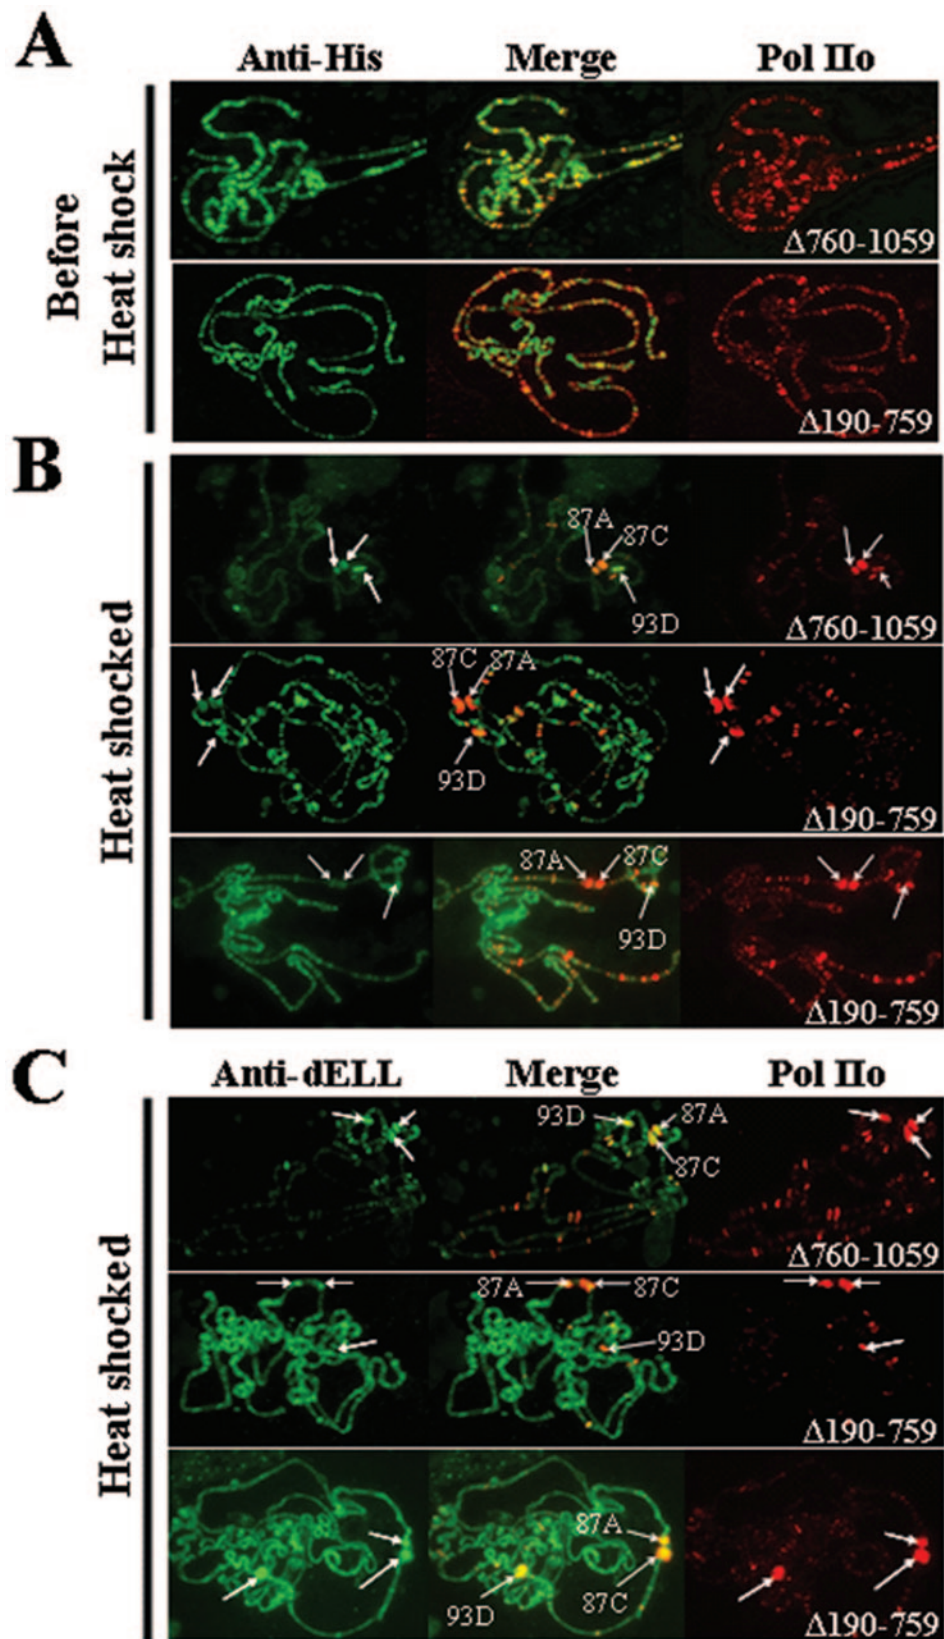 A
Anti-His Merge Pol IIo
Before
Heat shock
Δ760-1059
Δ190-759
B
Heat shocked
87A
87C
93D
Δ760-1059
87C 87A
93D
Δ190-759
87A 87C
93D
Δ190-759
C
Anti-dELL Merge Pol IIo
Heat shocked
93D 87A
87C
Δ760-1059
87A 87C
93D
Δ190-759
87A
93D 87C
Δ190-759